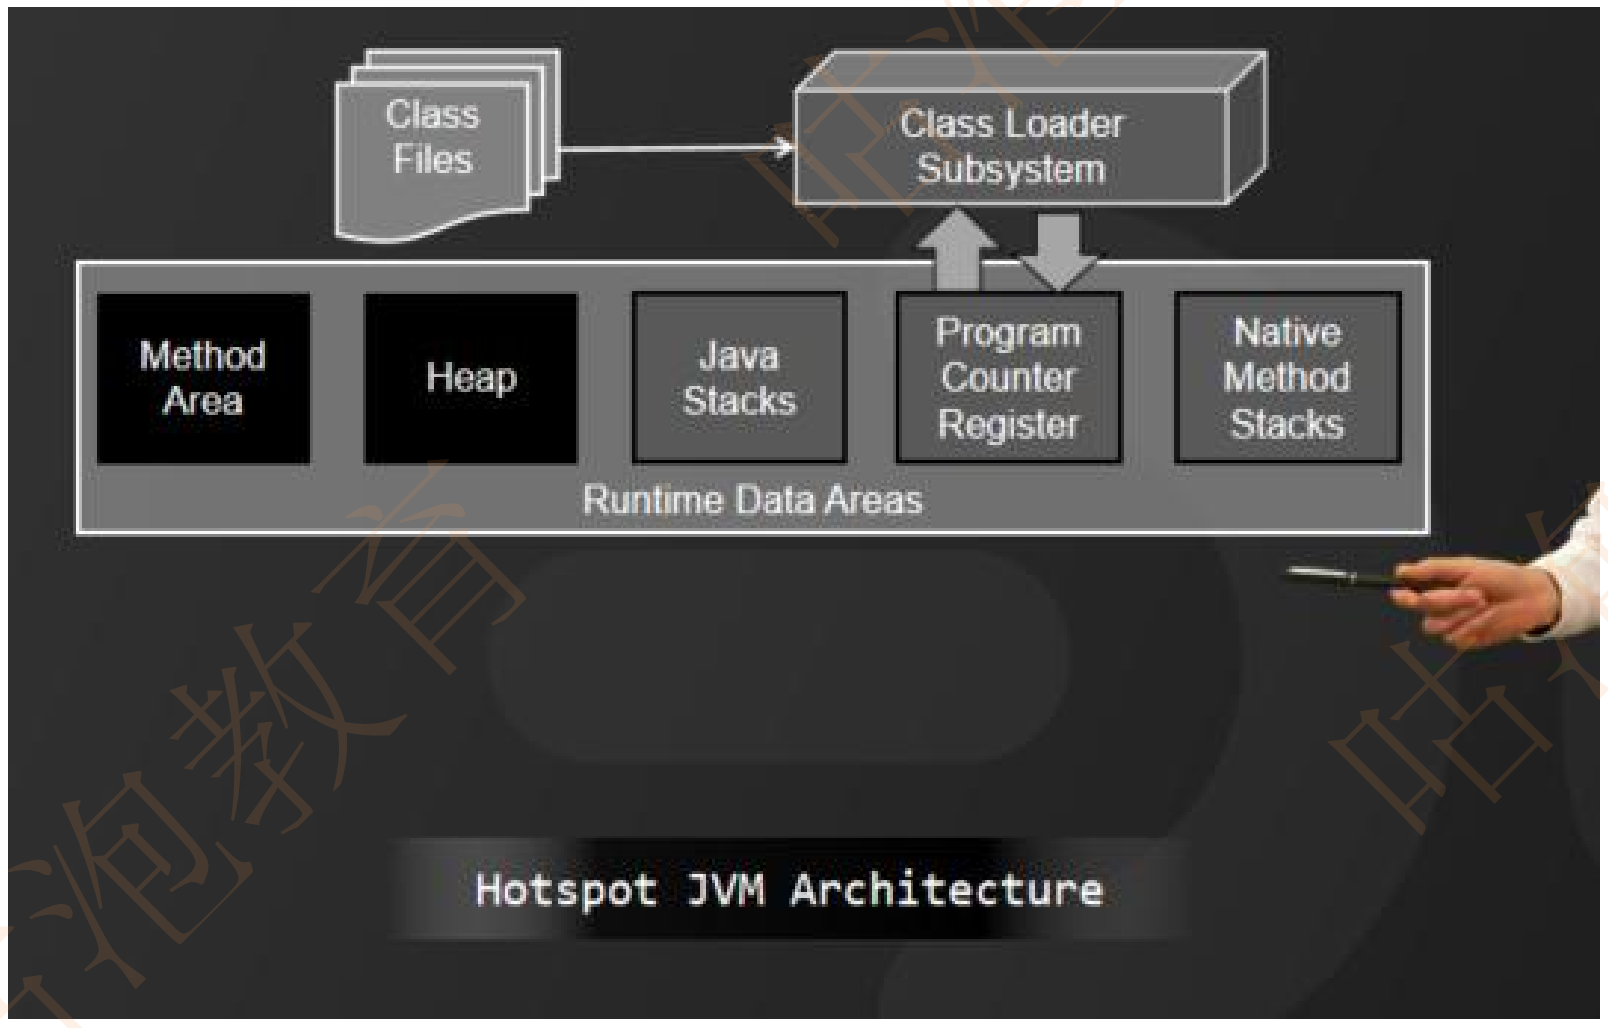 Class
Files
Class Loader
Subsystem
Method
Area
Heap
Java
Stacks
Program
Counter
Register
Native
Method
Stacks
Runtime Data Areas
Hotspot JVM Architecture
咕泡教育